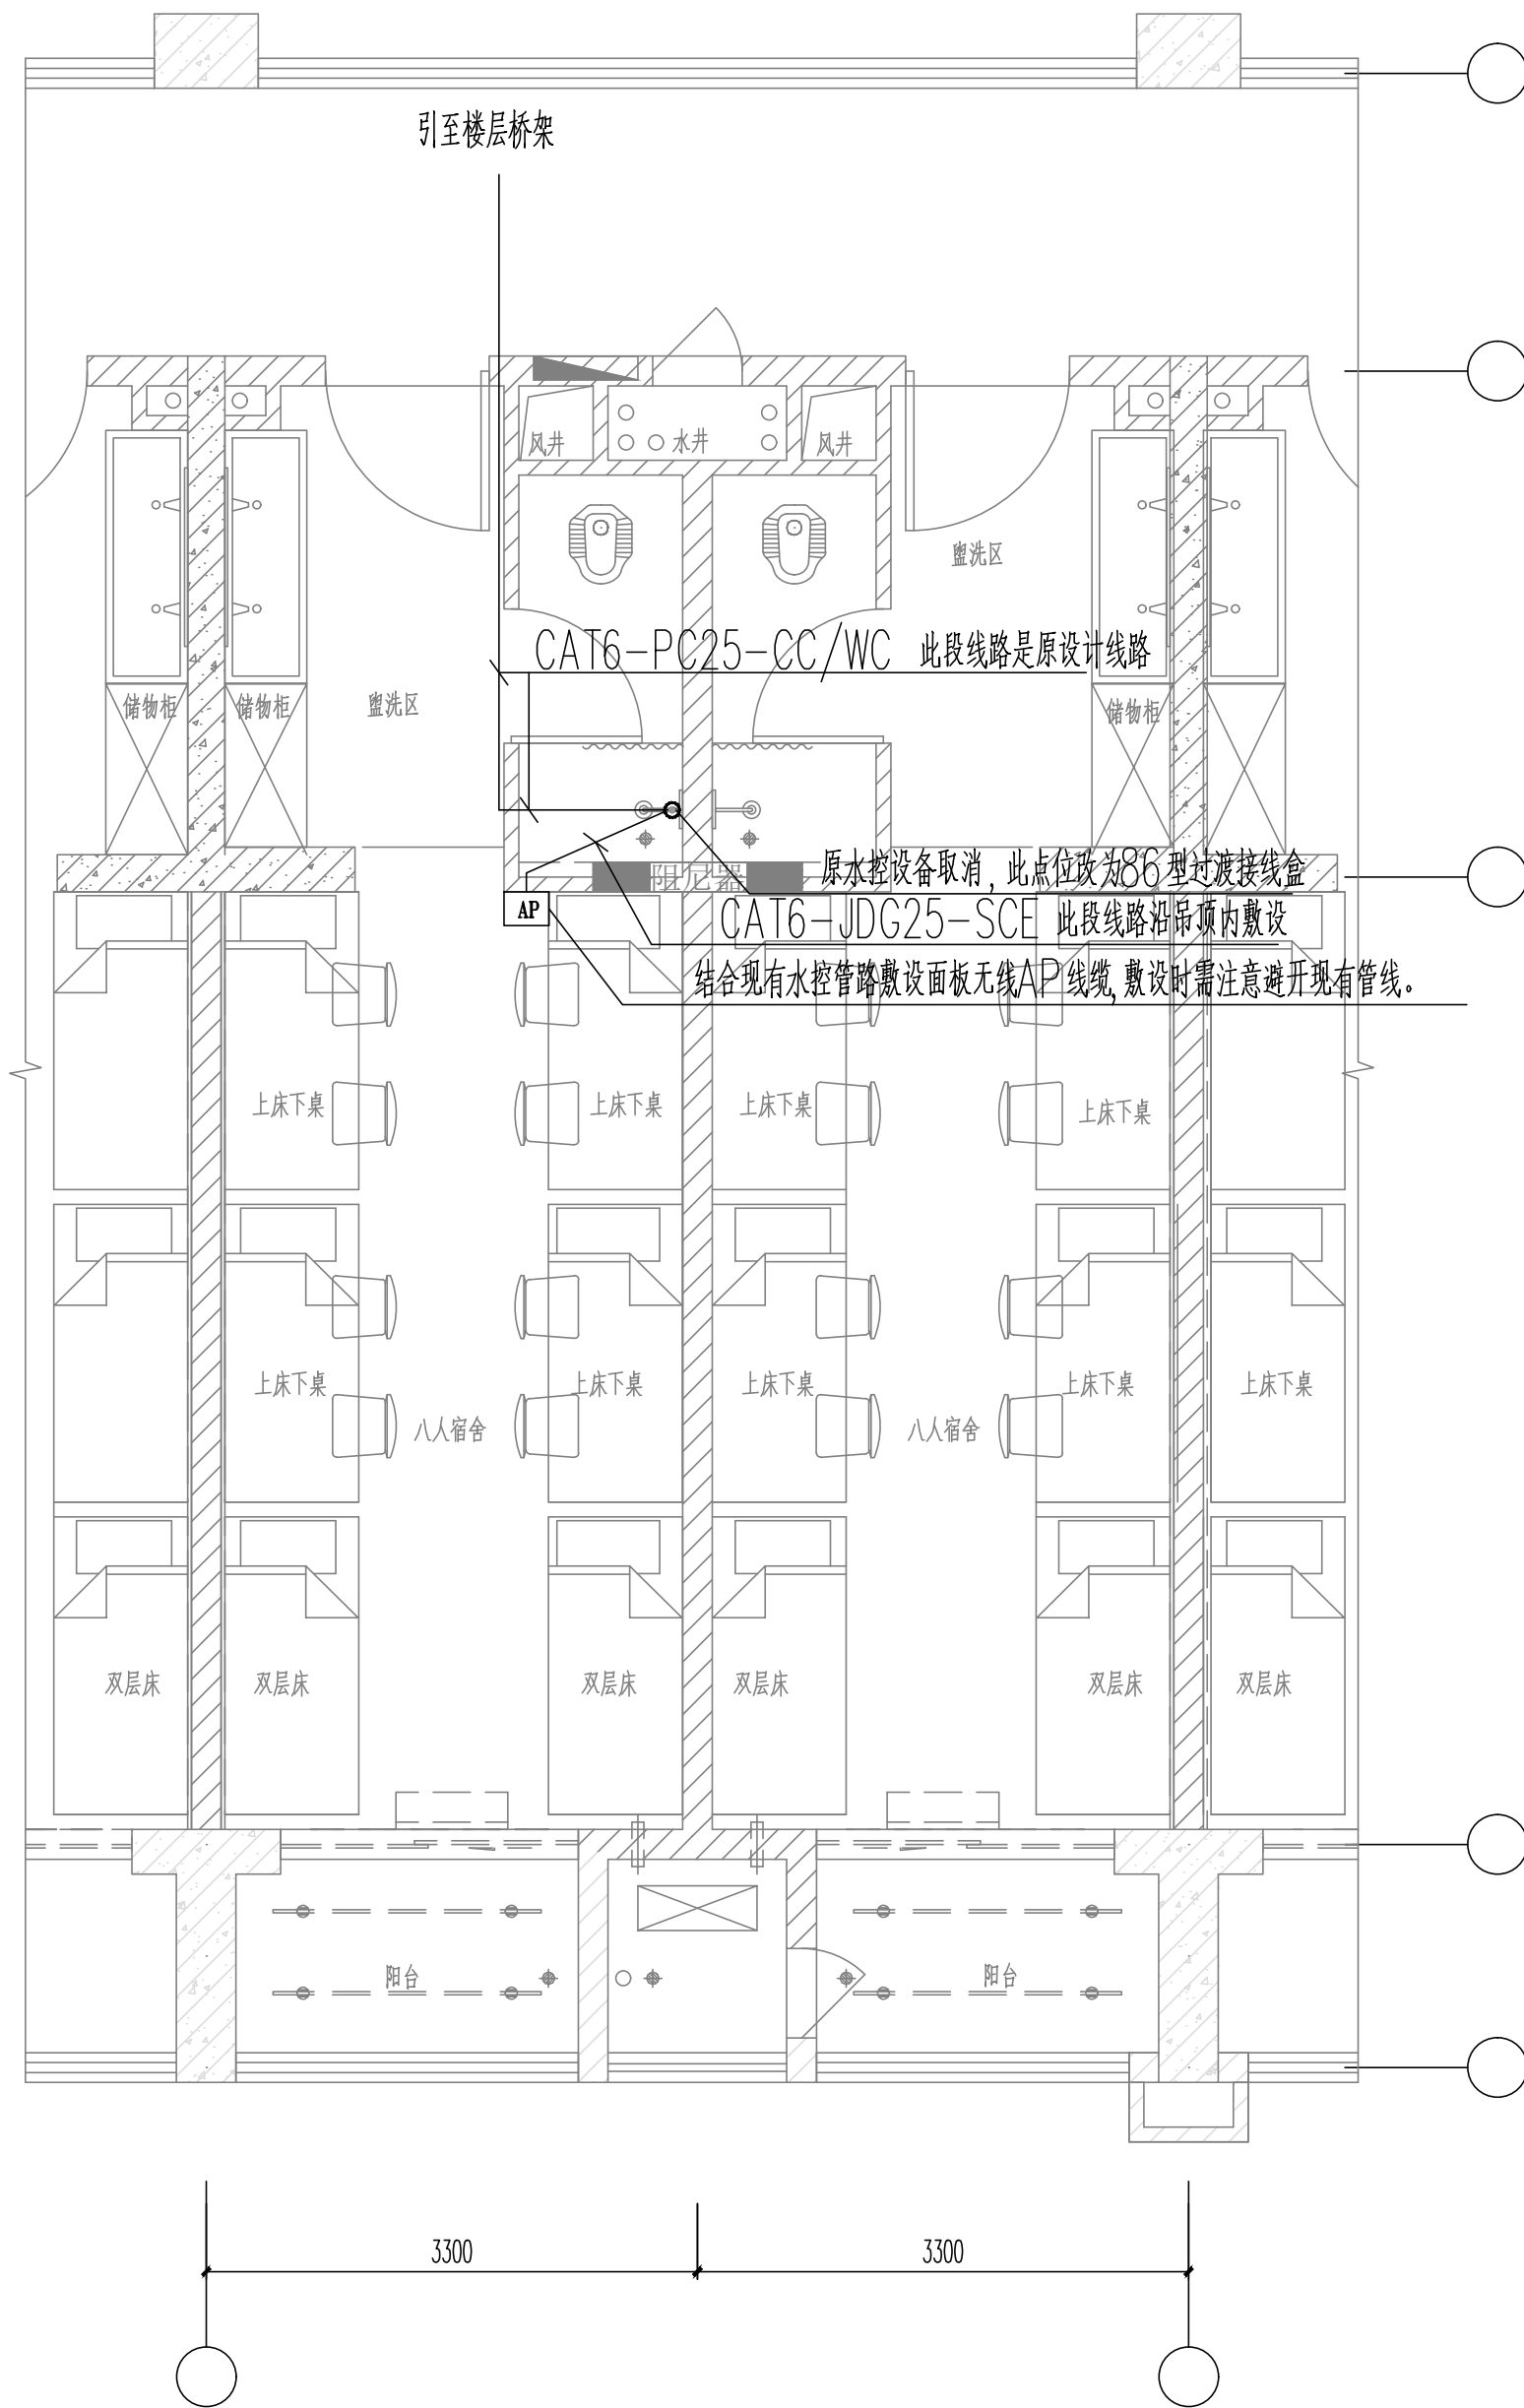 引至楼层桥架
风井
水井
风井
盥洗区
CAT6-PC25-CC/WC 此段线路是原设计线路
储物柜
储物柜
盥洗区
储物柜
原水控设备取消,此点位改为86型过渡接线盒
阻尼器
AP
CAT6-JDG25-SCE 此段线路沿吊顶内敷设
结合现有水控管路敷设面板无线AP线缆,敷设时需注意避开现有管线。
上床下桌
上床下桌
上床下桌
上床下桌
上床下桌
上床下桌
上床下桌
上床下桌
上床下桌
八人宿舍
八人宿舍
双层床
双层床
双层床
双层床
双层床
双层床
阳台
阳台
3300
3300